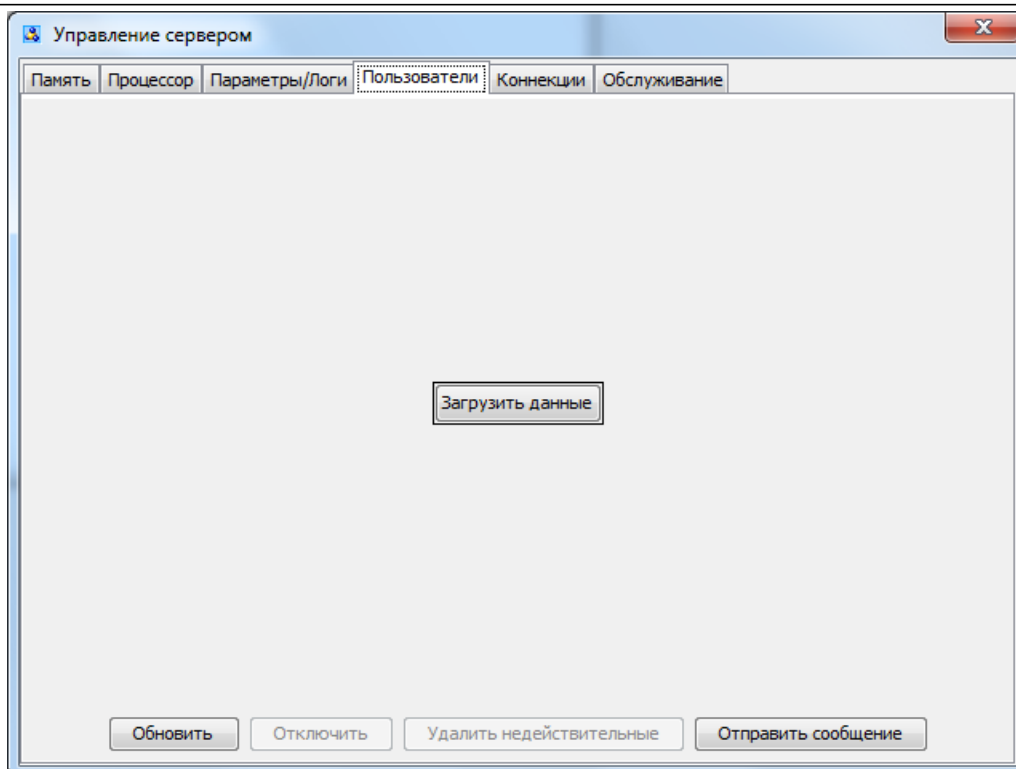 Управление сервером
Память Процессор Параметры/Логи Пользователи Коннекции Обслуживание
Загрузить данные
Обновить Отключить Удалить недействительные Отправить сообщение